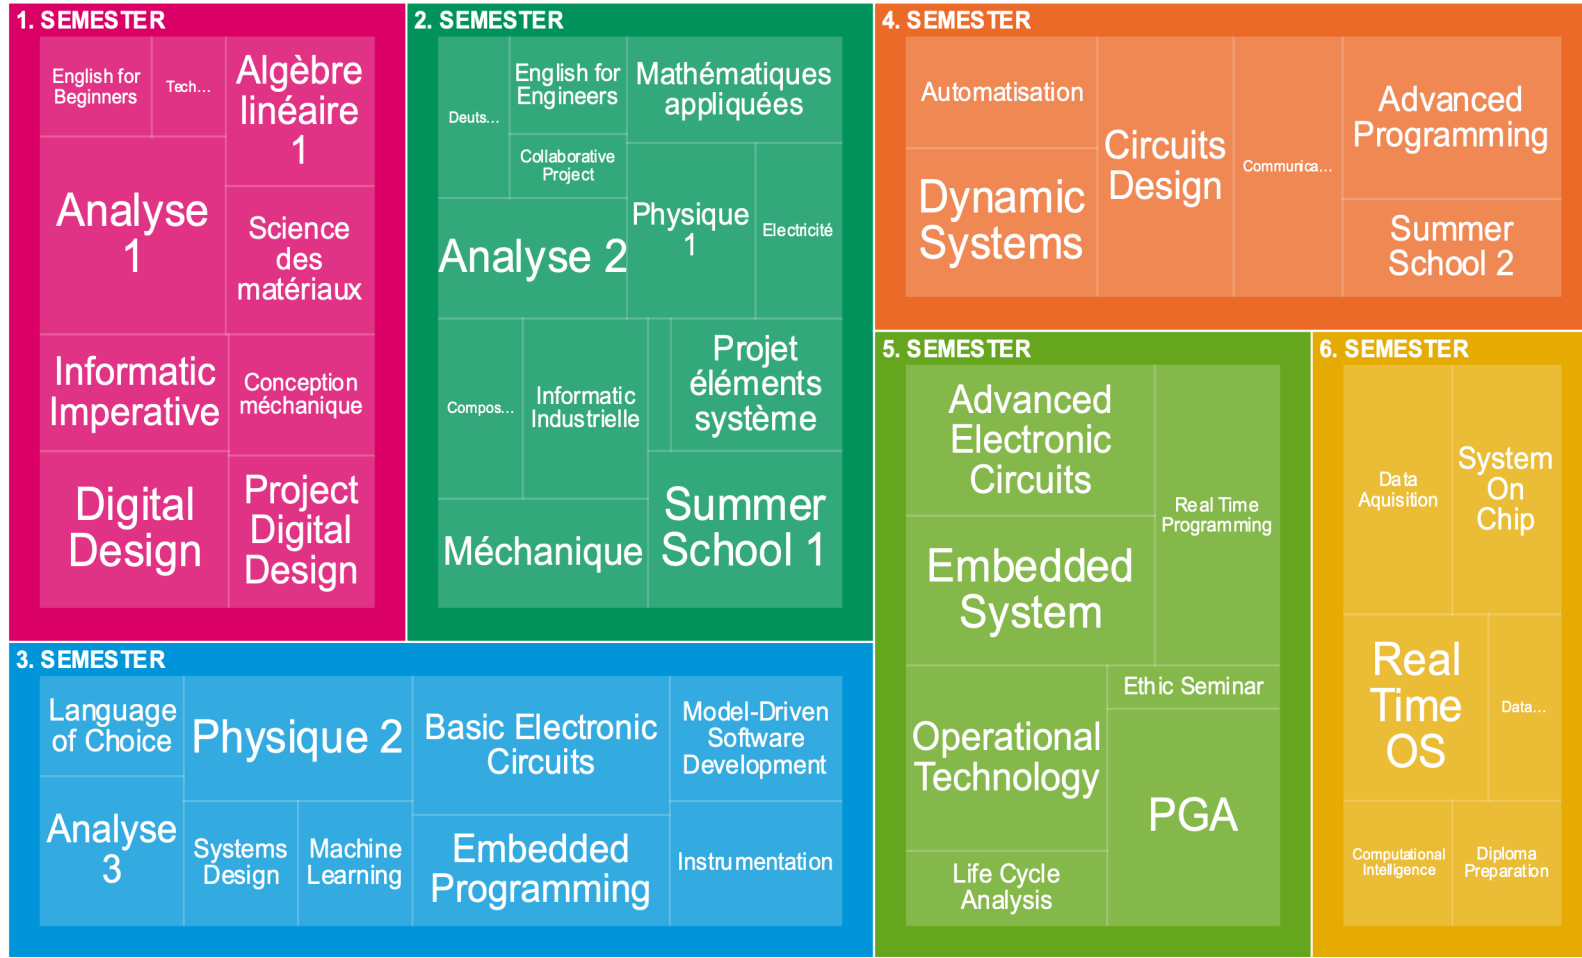 1. SEMESTER
English for
Beginners
Tech...
Algèbre
linéaire
1
Analyse
1
Science
des
matériaux
Informatic
Imperative
Conception
méchanique
Digital
Design
Project
Digital
Design
2. SEMESTER
Deuts...
English for
Engineers
Collaborative
Project
Mathématiques
appliquées
Analyse 2
Physique
1
Electricité
Compos...
Informatic
Industrielle
Projet
éléments
système
Méchanique
Summer
School 1
3. SEMESTER
Language
of Choice
Analyse
3
Physique 2
Systems
Design
Machine
Learning
Basic Electronic
Circuits
Embedded
Programming
Model-Driven
Software
Development
Instrumentation
4. SEMESTER
Automatisation
Dynamic
Systems
Circuits
Design
Communica...
Advanced
Programming
Summer
School 2
5. SEMESTER
Advanced
Electronic
Circuits
Embedded
System
Real Time
Programming
Operational
Technology
Life Cycle
Analysis
Ethic Seminar
PGA
6. SEMESTER
Data
Aquisition
System
On
Chip
Real
Time
OS
Data...
Computational
Intelligence
Diploma
Preparation